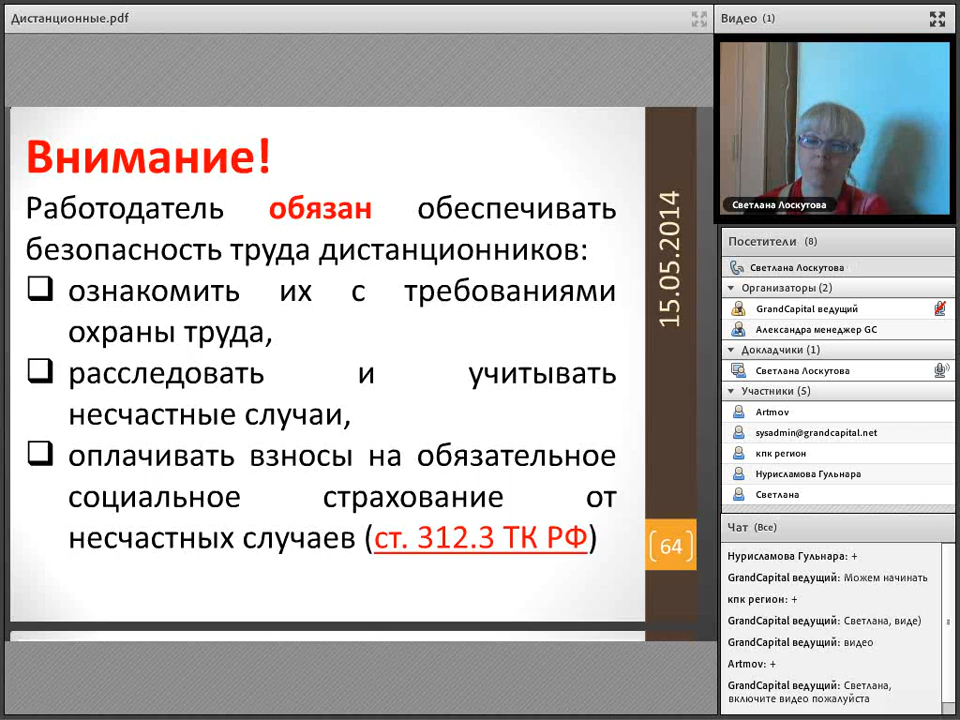 Дистанционные.pdf
Внимание!
Работодатель обязан обеспечивать
безопасность труда дистанционников:
ознакомить их с требованиями
охраны труда,
расследовать и учитывать
несчастные случаи,
оплачивать взносы на обязательное
социальное страхование от
несчастных случаев (ст. 312.3 ТК РФ)
15.05.2014
64
Видео (1)
Светлана Лоскутова
Посетители (8)
Светлана Лоскутова
Организаторы (2)
GrandCapital ведущий
Александра менеджер GC
Докладчики (1)
Светлана Лоскутова
Участники (5)
Artmov
sysadmin@grandcapital.net
кпк регион
Нурисламова Гульнара
Светлана
Чат (Все)
Нурисламова Гульнара: +
GrandCapital ведущий: Можем начинать
кпк регион: +
GrandCapital ведущий: Светлана, виде)
GrandCapital ведущий: видео
Artmov: +
GrandCapital ведущий: Светлана,
включите видео пожалуйста